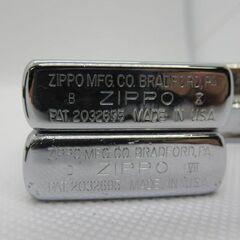 ZIPPO MFG. CO. BRADFORD, PA.
B ZIPPO
PAT. 2032695 MADE IN USA
ZIPPO MFG. CO. BRADFORD, PA.
D ZIPPO VII
PAT. 2032695 MADE IN USA